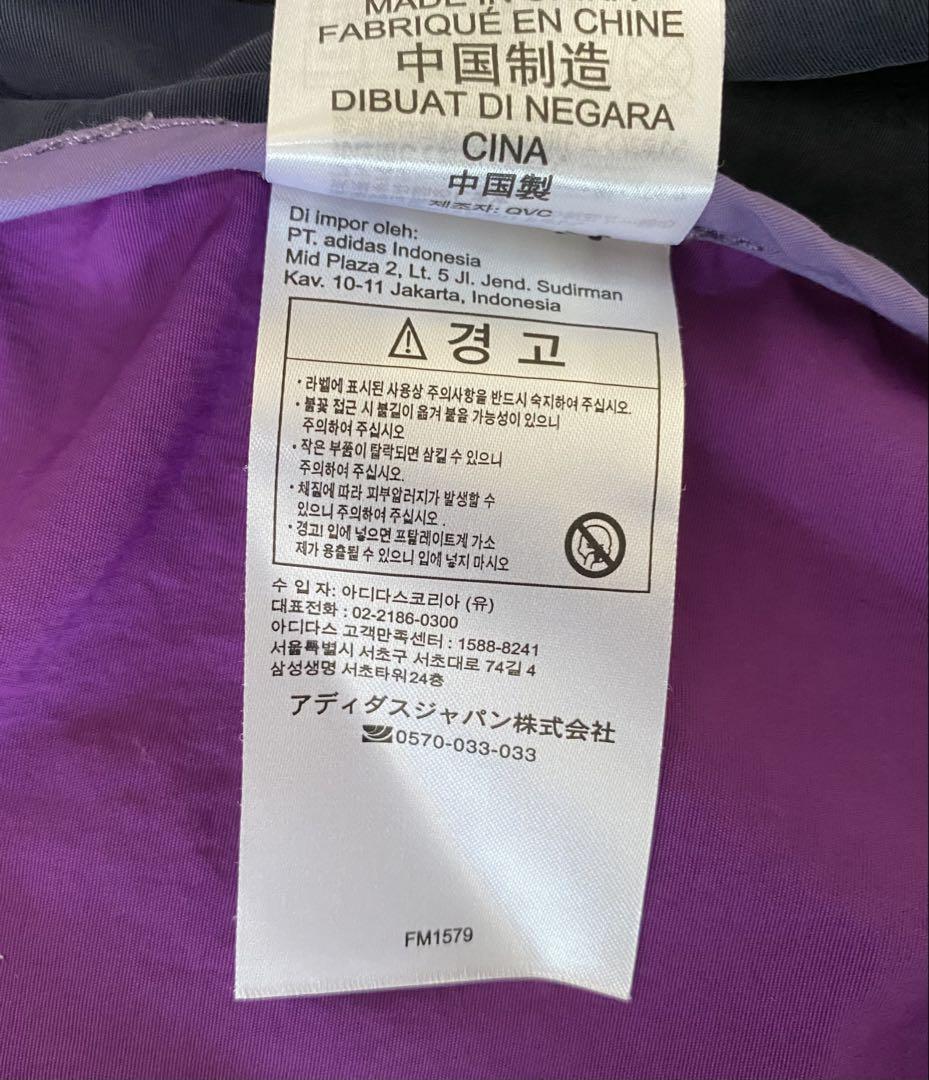 MADE IN
FABRIQUÉ EN CHINE
中国制造
DIBUAT DI NEGARA
CINA
中国製
제조자: QVC
Di impor oleh:
PT. adidas Indonesia
Mid Plaza 2, Lt. 5 Jl. Jend. Sudirman
Kav. 10-11 Jakarta, Indonesia
경 고
・라벨에 표시된 사용상 주의사항을 반드시 숙지하여 주십시오.
・불꽃 접근 시 불길이 옮겨 붙을 가능성이 있으니
주의하여 주십시오
・작은 부품이 탈락되면 삼킬 수 있으니
주의하여 주십시오.
・체질에 따라 피부알러지가 발생할 수
있으니 주의하여 주십시오 .
・경고! 입에 넣으면 프탈레이트계 가소
제가 용출될 수 있으니 입에 넣지 마시오
수 입 자: 아디다스코리아 (유)
대표전화 : 02-2186-0300
아디다스 고객만족센터 : 1588-8241
서울특별시 서초구 서초대로 74길 4
삼성생명 서초타워24층
アディダスジャパン株式会社
0570-033-033
FM1579